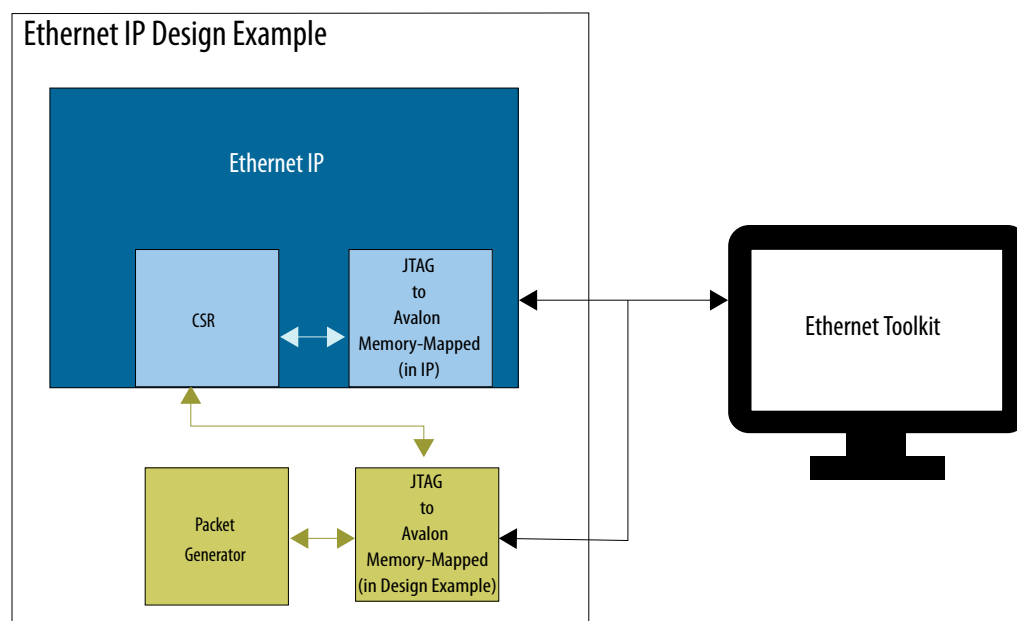 Ethernet IP Design Example
Ethernet IP
CSR
JTAG
to
Avalon
Memory-Mapped
(in IP)
Ethernet Toolkit
Packet
Generator
JTAG
to
Avalon
Memory-Mapped
(in Design Example)